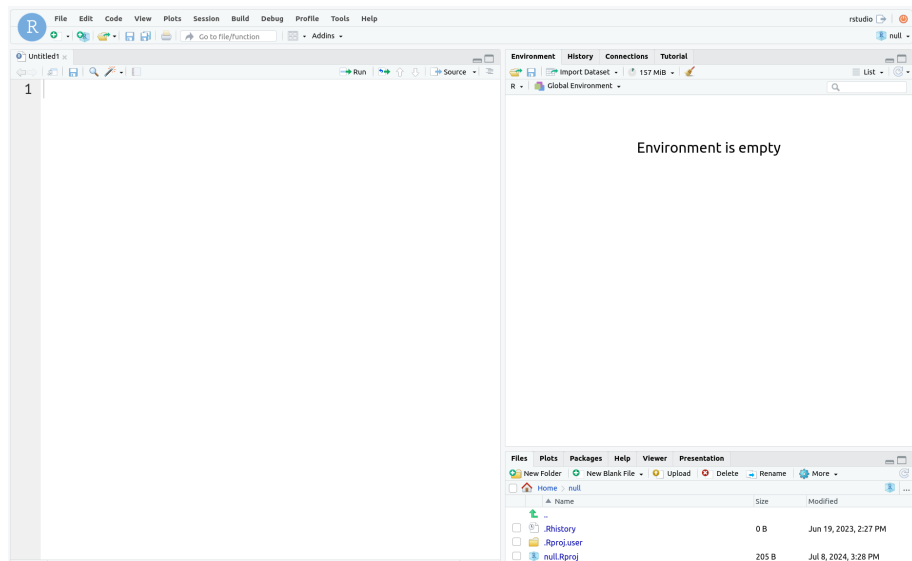 R
File Edit Code View Plots Session Build Debug Profile Tools Help
rstudio
Go to file/function Addins
null
Untitled1
Run Source
1
Environment History Connections Tutorial
Import Dataset 157 MiB List
R Global Environment
Environment is empty
Files Plots Packages Help Viewer Presentation
New Folder New Blank File Upload Delete Rename More
Home null ...
Name Size Modified
..
.Rhistory 0 B Jun 19, 2023, 2:27 PM
.Rproj.user
null.Rproj 205 B Jul 8, 2024, 3:28 PM